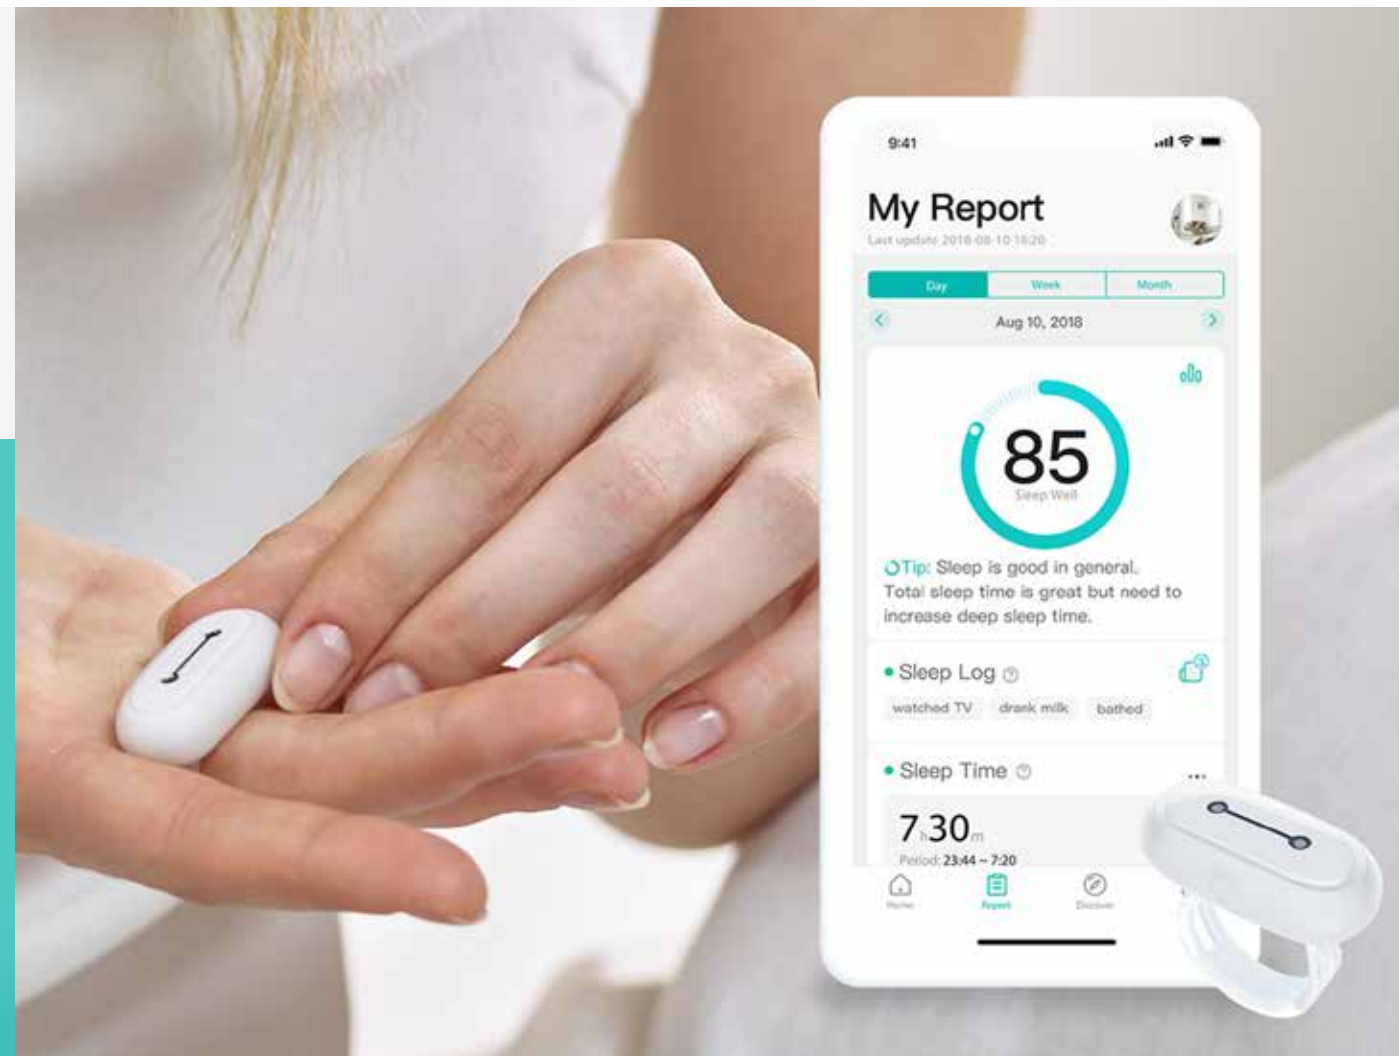 9:41
My Report
Last update 2018-08-10 18:20
Day Week Month
Aug 10, 2018
85
Sleep Well
Tip: Sleep is good in general.
Total sleep time is great but need to
increase deep sleep time.
Sleep Log
watched TV drank milk bathed
Sleep Time
7h30m
Period: 23:44 ~ 7:20
Home Report Discover